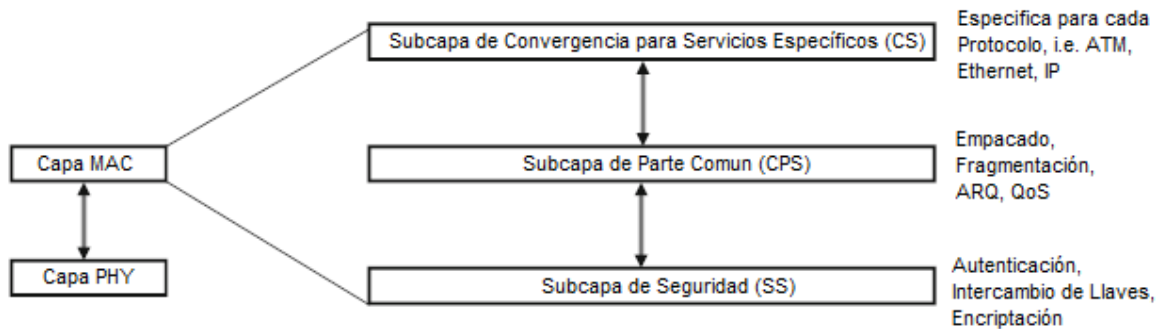 Subcapa de Convergencia para Servicios Específicos (CS)
Especifica para cada
Protocolo, i.e. ATM,
Ethernet, IP
Capa MAC
Subcapa de Parte Comun (CPS)
Empacado,
Fragmentación,
ARQ, QoS
Capa PHY
Subcapa de Seguridad (SS)
Autenticación,
Intercambio de Llaves,
Encriptación